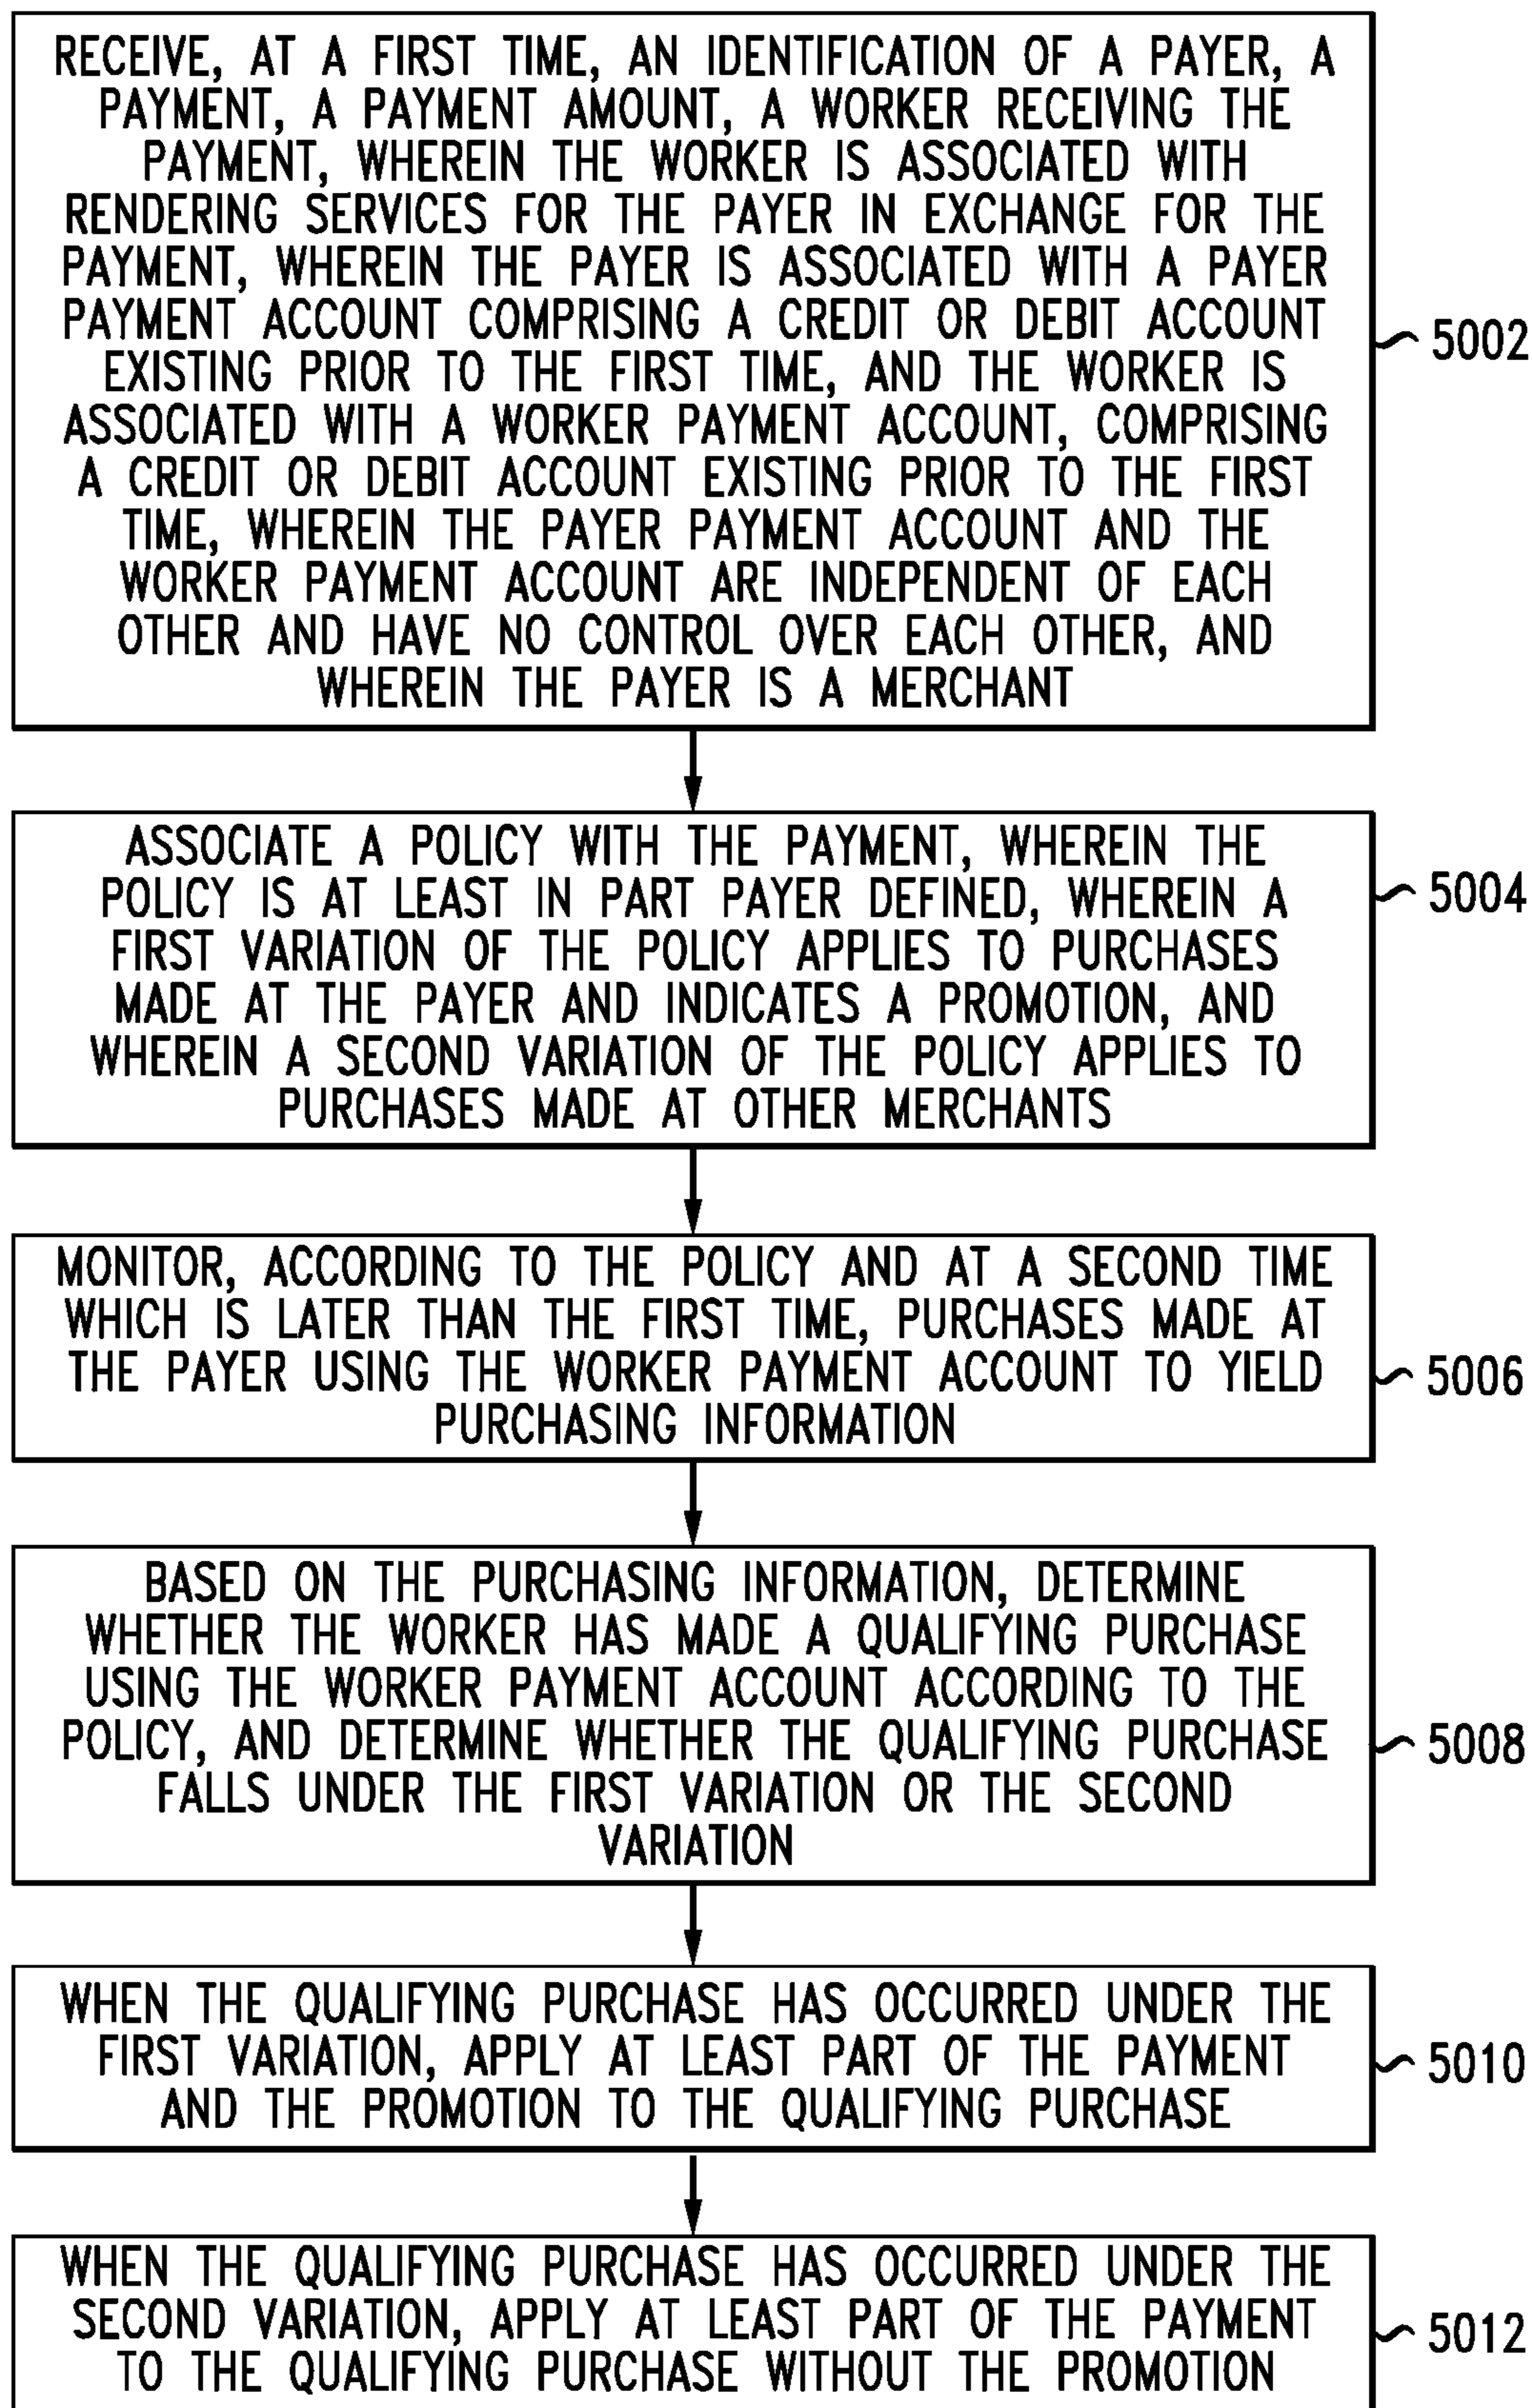 RECEIVE, AT A FIRST TIME, AN IDENTIFICATION OF A PAYER, A
PAYMENT, A PAYMENT AMOUNT, A WORKER RECEIVING THE
PAYMENT, WHEREIN THE WORKER IS ASSOCIATED WITH
RENDERING SERVICES FOR THE PAYER IN EXCHANGE FOR THE
PAYMENT, WHEREIN THE PAYER IS ASSOCIATED WITH A PAYER
PAYMENT ACCOUNT COMPRISING A CREDIT OR DEBIT ACCOUNT
EXISTING PRIOR TO THE FIRST TIME, AND THE WORKER IS
ASSOCIATED WITH A WORKER PAYMENT ACCOUNT, COMPRISING
A CREDIT OR DEBIT ACCOUNT EXISTING PRIOR TO THE FIRST
TIME, WHEREIN THE PAYER PAYMENT ACCOUNT AND THE
WORKER PAYMENT ACCOUNT ARE INDEPENDENT OF EACH
OTHER AND HAVE NO CONTROL OVER EACH OTHER, AND
WHEREIN THE PAYER IS A MERCHANT
5002
ASSOCIATE A POLICY WITH THE PAYMENT, WHEREIN THE
POLICY IS AT LEAST IN PART PAYER DEFINED, WHEREIN A
FIRST VARIATION OF THE POLICY APPLIES TO PURCHASES
MADE AT THE PAYER AND INDICATES A PROMOTION, AND
WHEREIN A SECOND VARIATION OF THE POLICY APPLIES TO
PURCHASES MADE AT OTHER MERCHANTS
5004
MONITOR, ACCORDING TO THE POLICY AND AT A SECOND TIME
WHICH IS LATER THAN THE FIRST TIME, PURCHASES MADE AT
THE PAYER USING THE WORKER PAYMENT ACCOUNT TO YIELD
PURCHASING INFORMATION
5006
BASED ON THE PURCHASING INFORMATION, DETERMINE
WHETHER THE WORKER HAS MADE A QUALIFYING PURCHASE
USING THE WORKER PAYMENT ACCOUNT ACCORDING TO THE
POLICY, AND DETERMINE WHETHER THE QUALIFYING PURCHASE
FALLS UNDER THE FIRST VARIATION OR THE SECOND
VARIATION
5008
WHEN THE QUALIFYING PURCHASE HAS OCCURRED UNDER THE
FIRST VARIATION, APPLY AT LEAST PART OF THE PAYMENT
AND THE PROMOTION TO THE QUALIFYING PURCHASE
5010
WHEN THE QUALIFYING PURCHASE HAS OCCURRED UNDER THE
SECOND VARIATION, APPLY AT LEAST PART OF THE PAYMENT
TO THE QUALIFYING PURCHASE WITHOUT THE PROMOTION
5012